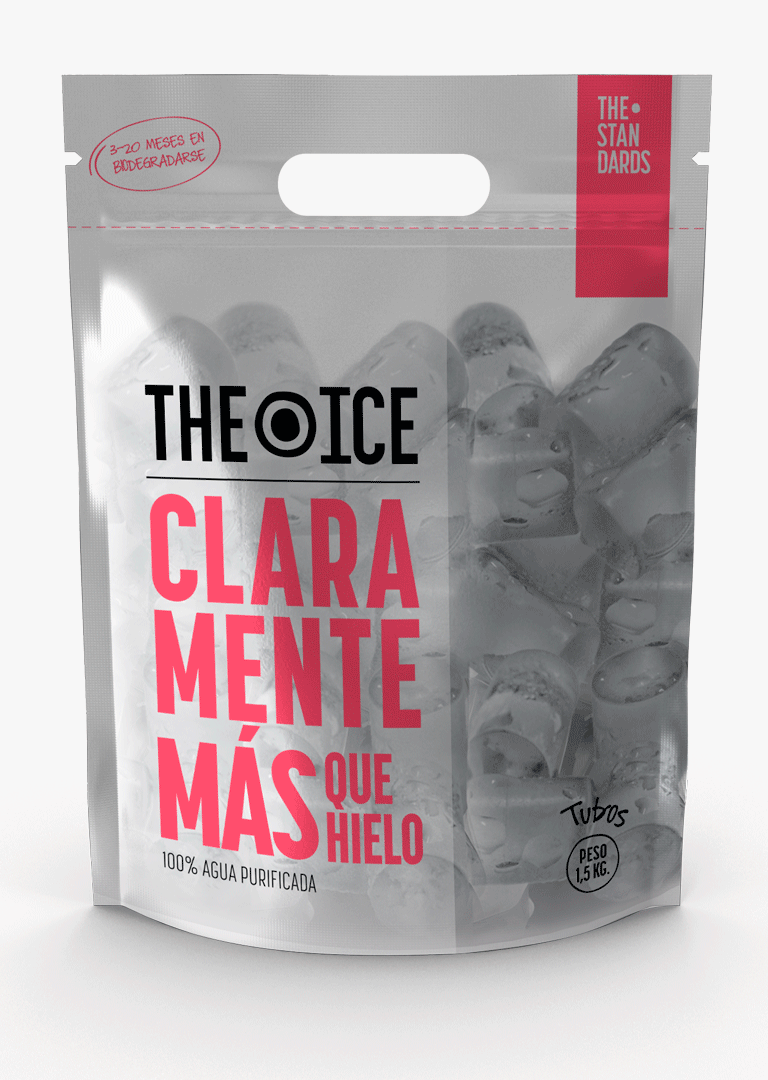 3-20 MESES EN
BIODEGRADARSE
THE•
STAN
DARDS
THE ICE
CLARA
MENTE
MÁS QUE
HIELO
100% AGUA PURIFICADA
Tubos
PESO
1,5 KG.